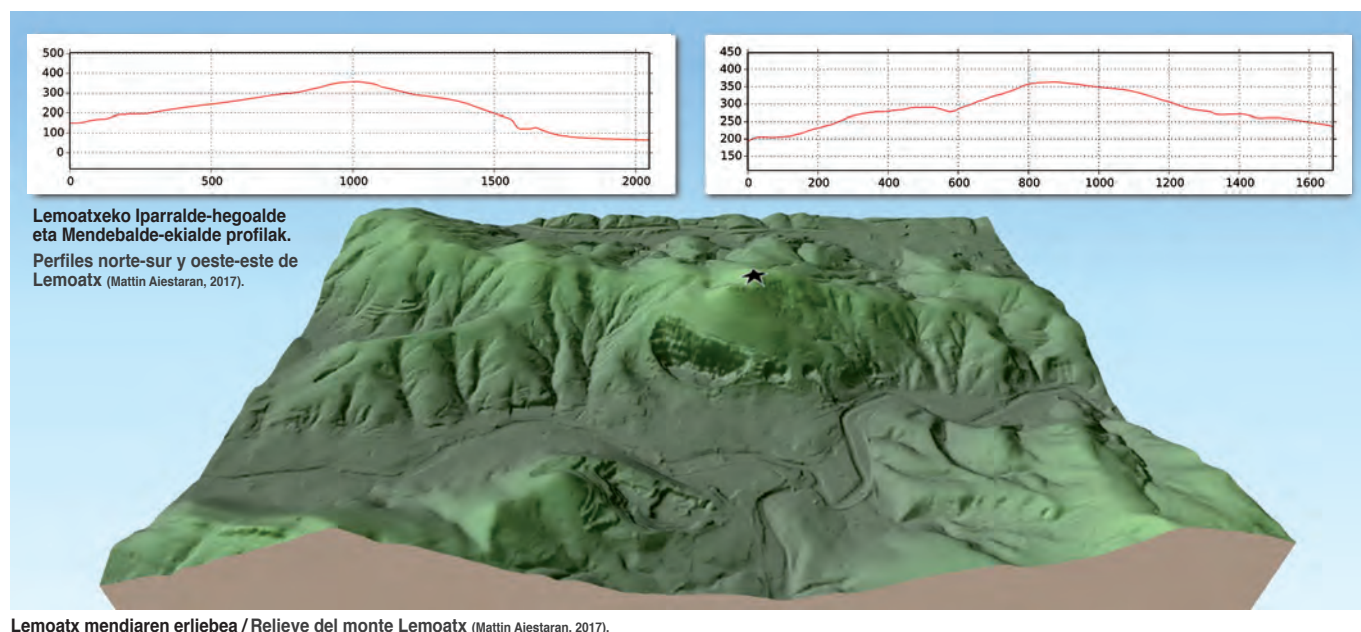 500
400
300
200
100
0
0 500 1000 1500 2000
450
400
350
300
250
200
150
0 200 400 600 800 1000 1200 1400 1600
Lemoatxeko Iparralde-hegoalde
eta Mendebalde-ekialde profilak.
Perfiles norte-sur y oeste-este de
Lemoatx (Mattin Aiestaran, 2017).
Lemoatx mendiaren erliebea / Relieve del monte Lemoatx (Mattin Aiestaran, 2017).